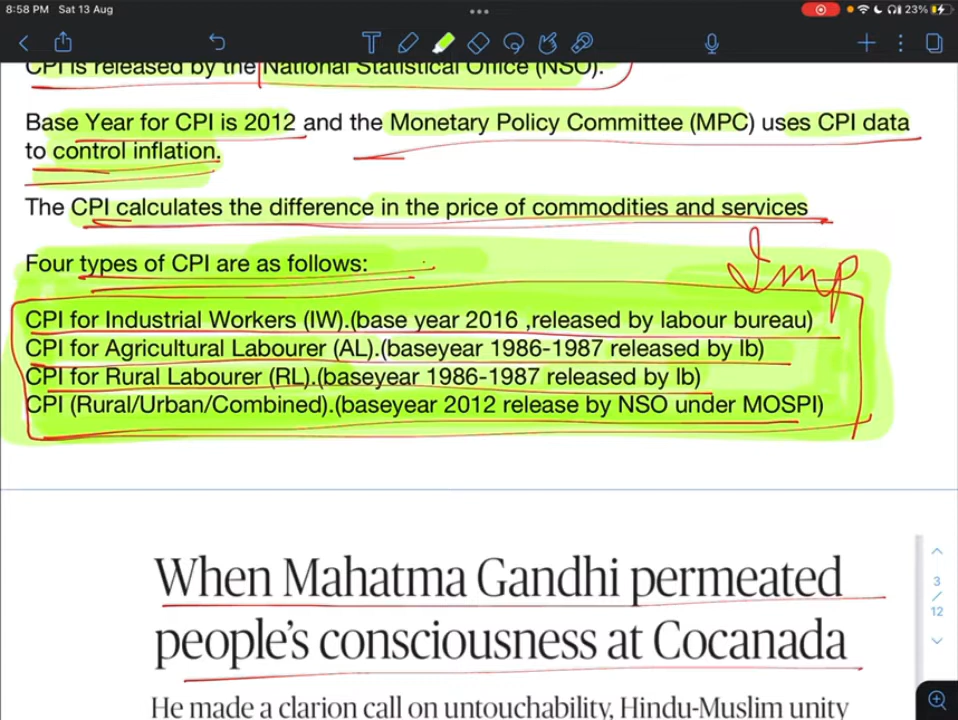 8:58 PM Sat 13 Aug
23%
CPI is released by the National Statistical Office (NSO).
Base Year for CPI is 2012 and the Monetary Policy Committee (MPC) uses CPI data
to control inflation.
The CPI calculates the difference in the price of commodities and services
Four types of CPI are as follows:
Imp
CPI for Industrial Workers (IW).(base year 2016 ,released by labour bureau)
CPI for Agricultural Labourer (AL).(baseyear 1986-1987 released by lb)
CPI for Rural Labourer (RL).(baseyear 1986-1987 released by lb)
CPI (Rural/Urban/Combined).(baseyear 2012 release by NSO under MOSPI)
When Mahatma Gandhi permeated
people's consciousness at Cocanada
He made a clarion call on untouchability, Hindu-Muslim unity
3
/
12